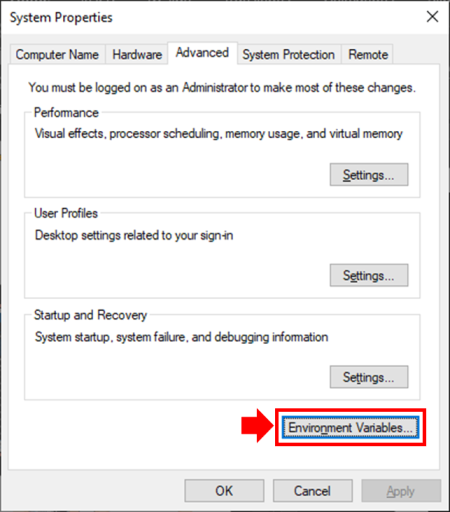 System Properties
Computer Name Hardware Advanced System Protection Remote
You must be logged on as an Administrator to make most of these changes.
Performance
Visual effects, processor scheduling, memory usage, and virtual memory
Settings...
User Profiles
Desktop settings related to your sign-in
Settings...
Startup and Recovery
System startup, system failure, and debugging information
Settings...
Environment Variables...
OK Cancel Apply